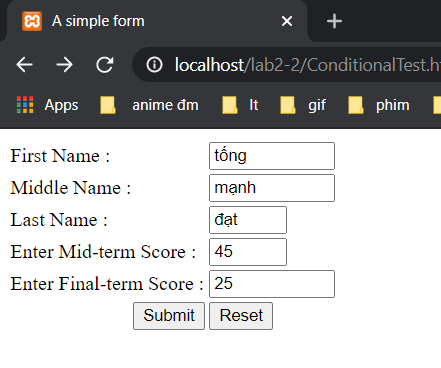 A simple form
localhost/lab2-2/ConditionalTest.h
Apps anime đm lt gif phim
First Name : tống
Middle Name : mạnh
Last Name : đạt
Enter Mid-term Score : 45
Enter Final-term Score : 25
Submit Reset